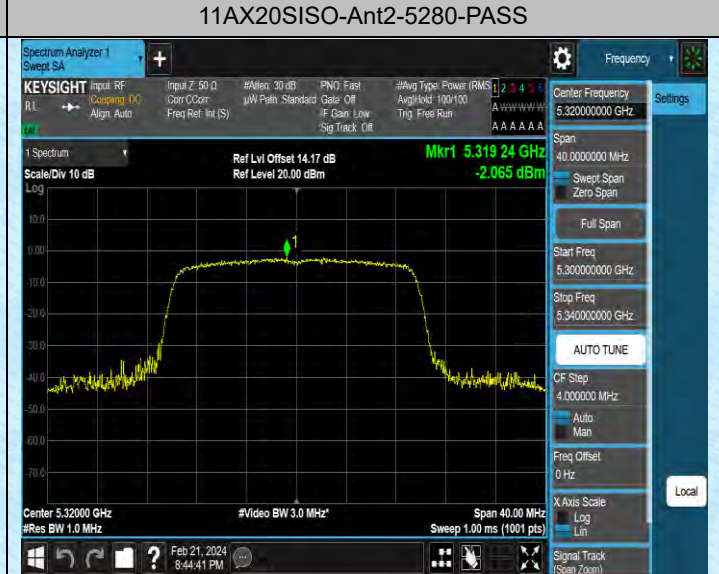 11AX20SISO-Ant2-5280-PASS
Spectrum Analyzer 1
Swept SA
+
Frequency
KEYSIGHT
RL
Input: RF
Coupling: DC
Align: Auto
Input Z: 50 Ω
Corr CCorr
Freq Ref: Int (S)
#Atten: 30 dB
µW Path: Standard
PNO: Fast
Gate: Off
IF Gain: Low
Sig Track: Off
#Avg Type: Power (RMS
Avg|Hold: 100/100
Trig: Free Run
1 2 3 4 5 6
A W W W W W
A A A A A A
1 Spectrum
Scale/Div 10 dB
Ref Lvl Offset 14.17 dB
Ref Level 20.00 dBm
Mkr1 5.319 24 GHz
-2.065 dBm
Log
10.0
0.00
-10.0
-20.0
-30.0
-40.0
-50.0
-60.0
-70.0
1
Center 5.32000 GHz
#Res BW 1.0 MHz
#Video BW 3.0 MHz*
Span 40.00 MHz
Sweep 1.00 ms (1001 pts)
Center Frequency
5.320000000 GHz
Settings
Span
40.0000000 MHz
Swept Span
Zero Span
Full Span
Start Freq
5.300000000 GHz
Stop Freq
5.340000000 GHz
AUTO TUNE
CF Step
4.000000 MHz
Auto
Man
Freq Offset
0 Hz
X Axis Scale
Log
Lin
Local
Signal Track
(Span Zoom)
?
Feb 21, 2024
8:44:41 PM